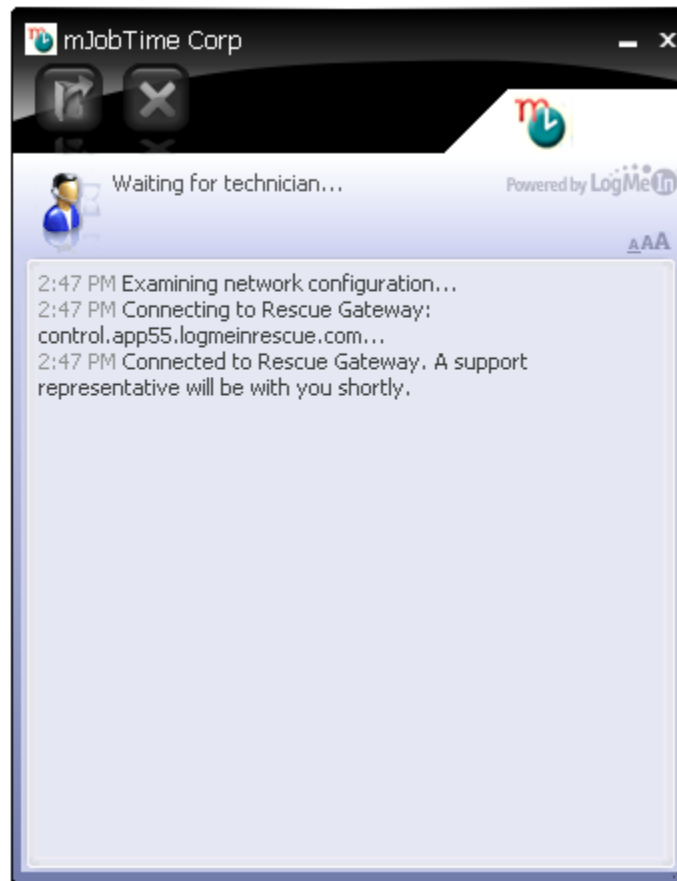 mJobTime Corp
m
Waiting for technician...
Powered by LogMeIn
AAA
2:47 PM Examining network configuration...
2:47 PM Connecting to Rescue Gateway:
control.app55.logmeinrescue.com...
2:47 PM Connected to Rescue Gateway. A support
representative will be with you shortly.